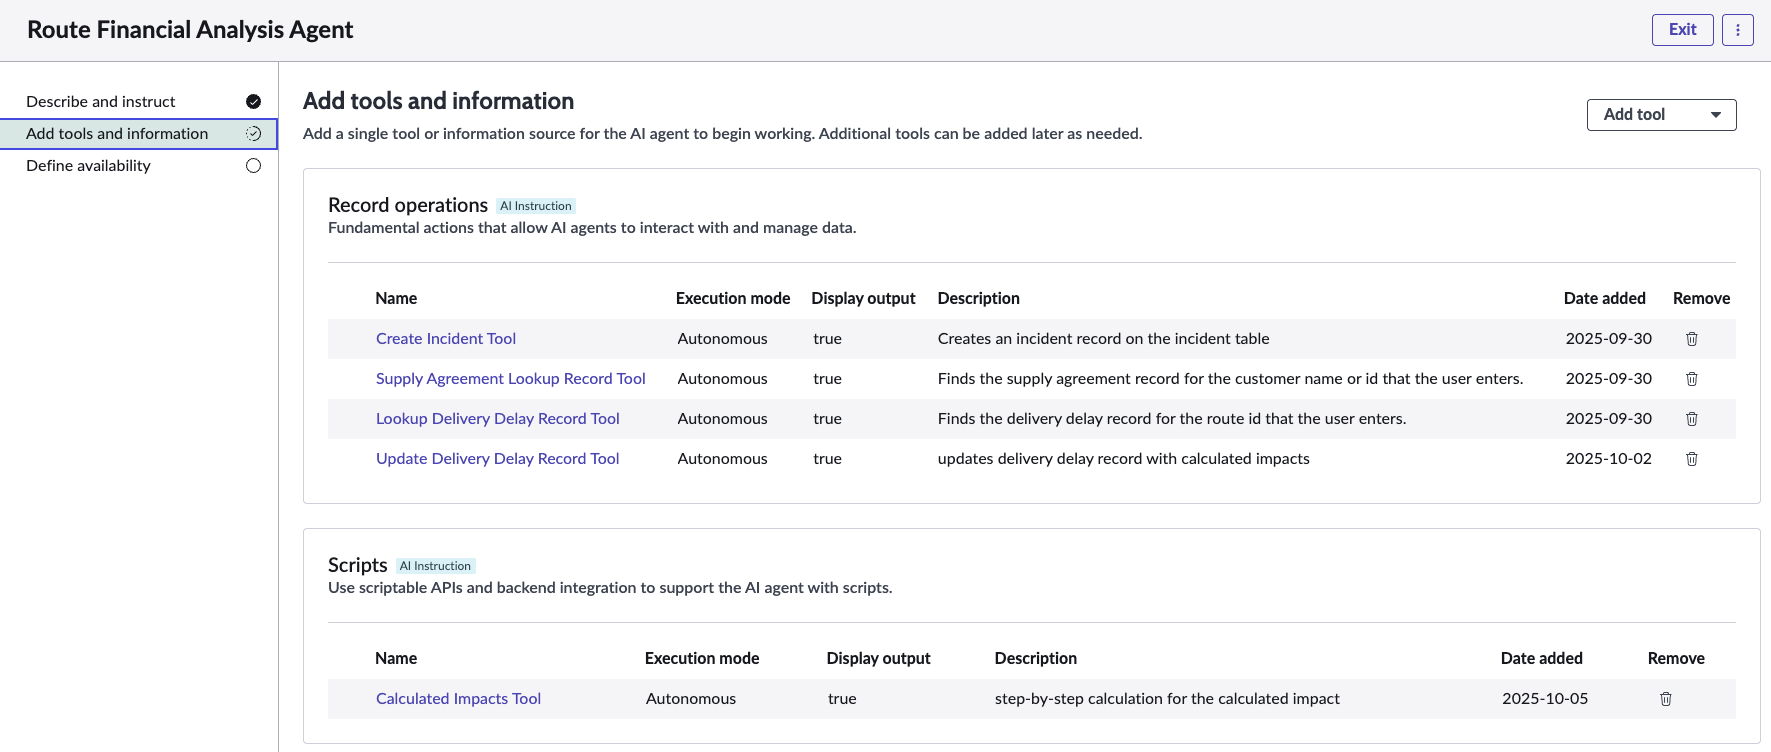 Route Financial Analysis Agent
Exit
Describe and instruct
Add tools and information
Define availability
Add tools and information
Add a single tool or information source for the AI agent to begin working. Additional tools can be added later as needed.
Add tool
Record operations AI Instruction
Fundamental actions that allow AI agents to interact with and manage data.
Name Execution mode Display output Description Date added Remove
Create Incident Tool Autonomous true Creates an incident record on the incident table 2025-09-30
Supply Agreement Lookup Record Tool Autonomous true Finds the supply agreement record for the customer name or id that the user enters. 2025-09-30
Lookup Delivery Delay Record Tool Autonomous true Finds the delivery delay record for the route id that the user enters. 2025-09-30
Update Delivery Delay Record Tool Autonomous true updates delivery delay record with calculated impacts 2025-10-02
Scripts AI Instruction
Use scriptable APIs and backend integration to support the AI agent with scripts.
Name Execution mode Display output Description Date added Remove
Calculated Impacts Tool Autonomous true step-by-step calculation for the calculated impact 2025-10-05